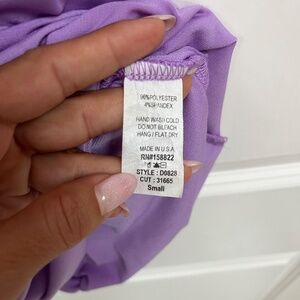 96%POLYESTER
4%SPANDEX
HAND WASH COLD
DO NOT BLEACH
HANG / FLAT DRY
MADE IN U.S.A
RN#158822
STYLE : D0828
CUT : 31665
Small